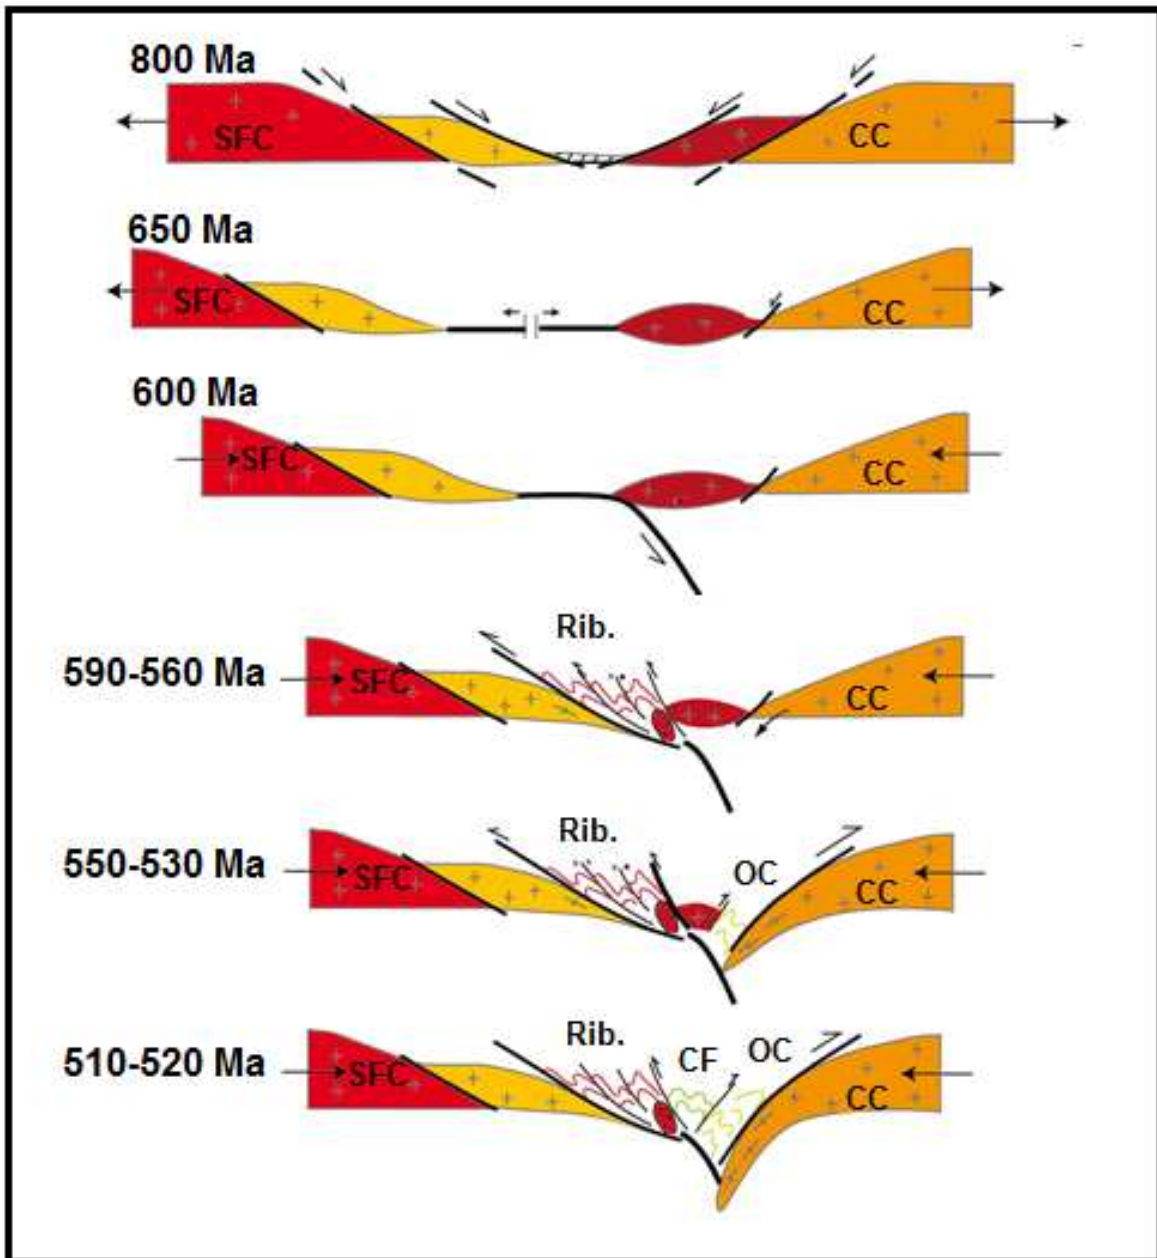 800 Ma
SFC
CC
650 Ma
SFC
CC
600 Ma
SFC
CC
Rib.
590-560 Ma
SFC
CC
Rib.
550-530 Ma
SFC
OC
CC
Rib.
510-520 Ma
SFC
CF
OC
CC